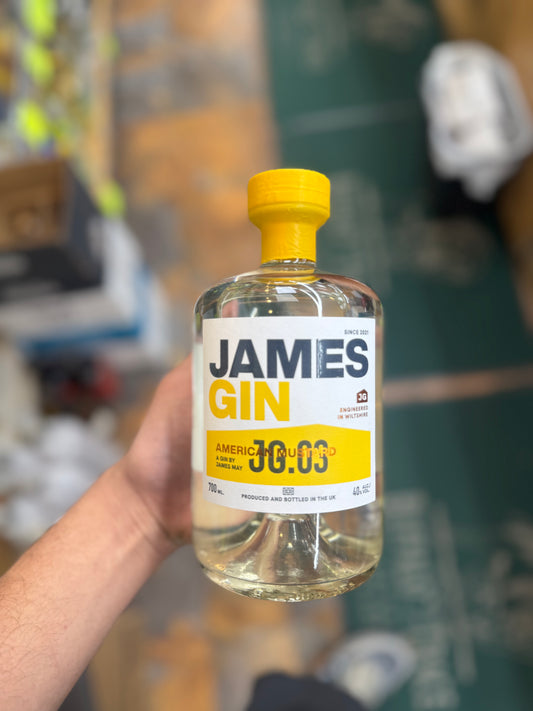 SINCE 2021
JAMES
GIN
JG
ENGINEERED
IN WILTSHIRE
AMERICAN MUSTARD
A GIN BY
JAMES MAY
JG.03
700 ML.
40% VOL.
PRODUCED AND BOTTLED IN THE UK